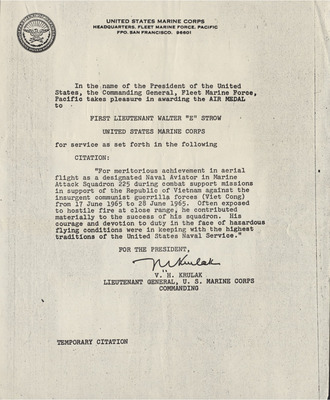 UNITED STATES MARINE CORPS
HEADQUARTERS, FLEET MARINE FORCE, PACIFIC
FPO, SAN FRANCISCO, 96601
In the name of the President of the United
States, the Commanding General, Fleet Marine Force,
Pacific takes pleasure in awarding the AIR MEDAL
to
FIRST LIEUTENANT WALTER "E" STROW
UNITED STATES MARINE CORPS
for service as set forth in the following
CITATION:
"For meritorious achievement in aerial
flight as a designated Naval Aviator in Marine
Attack Squadron 225 during combat support missions
in support of the Republic of Vietnam against the
insurgent communist guerrilla forces (Viet Cong)
from 17 June 1965 to 28 June 1965. Often exposed
to hostile fire at close range, he contributed
materially to the success of his squadron. His
courage and devotion to duty in the face of hazardous
flying conditions were in keeping with the highest
traditions of the United States Naval Service."
FOR THE PRESIDENT,
V H Krulak
V. H. KRULAK
LIEUTENANT GENERAL, U. S. MARINE CORPS
COMMANDING
TEMPORARY CITATION